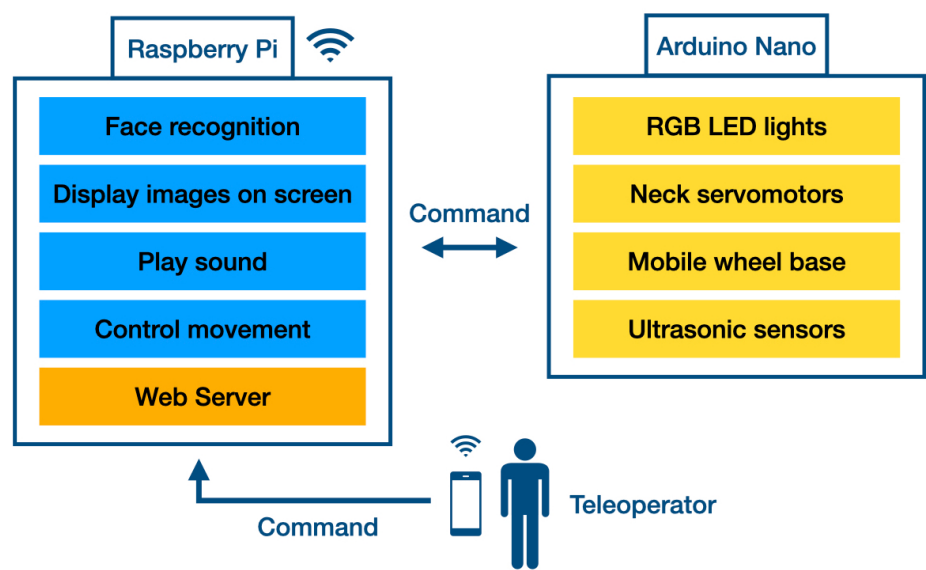 Raspberry Pi
Face recognition
Display images on screen
Play sound
Control movement
Web Server
Command
Arduino Nano
RGB LED lights
Neck servomotors
Mobile wheel base
Ultrasonic sensors
Command
Teleoperator